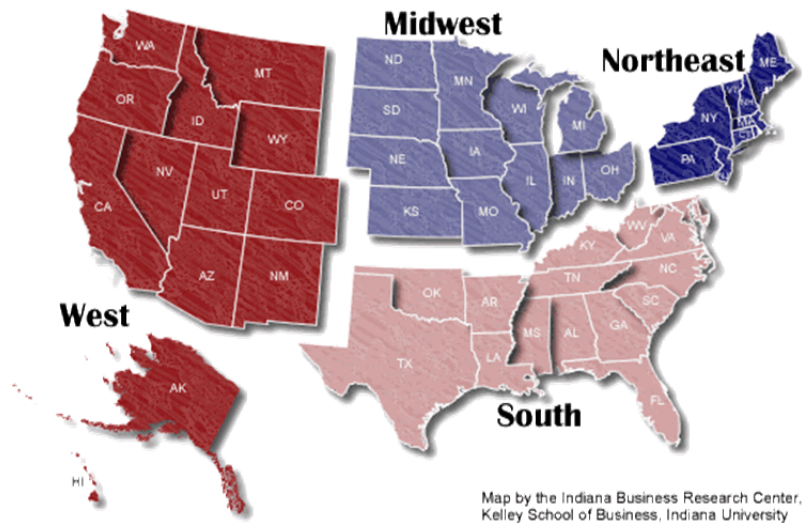 Midwest
Northeast
West
South
WA
MT
OR
ID
WY
NV
UT
CO
CA
AZ
NM
AK
HI
ND
MN
SD
WI
MI
NE
IA
IL
IN
OH
KS
MO
ME
VT
NH
NY
MA
CT
PA
WV
VA
KY
NC
TN
OK
AR
SC
MS
AL
GA
TX
LA
FL
Map by the Indiana Business Research Center,
Kelley School of Business, Indiana University